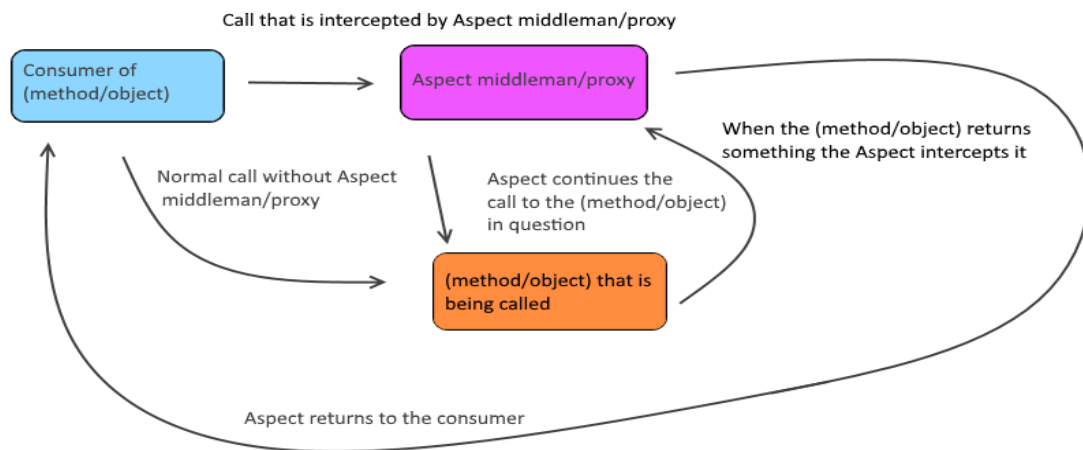 Call that is intercepted by Aspect middleman/proxy
Consumer of
(method/object)
Aspect middleman/proxy
When the (method/object) returns
something the Aspect intercepts it
Normal call without Aspect
middleman/proxy
Aspect continues the
call to the (method/object)
in question
(method/object) that is
being called
Aspect returns to the consumer